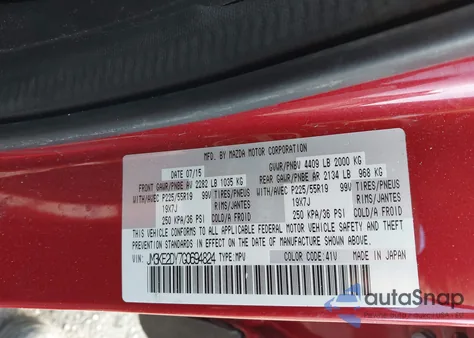 MFD. BY MAZDA MOTOR CORPORATION
DATE 07/15 GVWR/PNBV 4409 LB 2000 KG
FRONT GAWR/PNBE AV 2282 LB 1035 KG REAR GAWR/PNBE AR 2134 LB 968 KG
WITH/AVEC P225/55R19 99V TIRES/PNEUS WITH/AVEC P225/55R19 99V TIRES/PNEUS
19X7J RIMS/JANTES 19X7J RIMS/JANTES
250 KPA/36 PSI COLD/A FROID 250 KPA/36 PSI COLD/A FROID
THIS VEHICLE CONFORMS TO ALL APPLICABLE FEDERAL MOTOR VEHICLE SAFETY, BUMPER, AND
THEFT PREVENTION STANDARDS IN EFFECT ON THE DATE OF MANUFACTURE SHOWN ABOVE.
JM3KE2DY7G0694824 TYPE:MPV COLOR CODE:41V MADE IN JAPAN
autoSnap